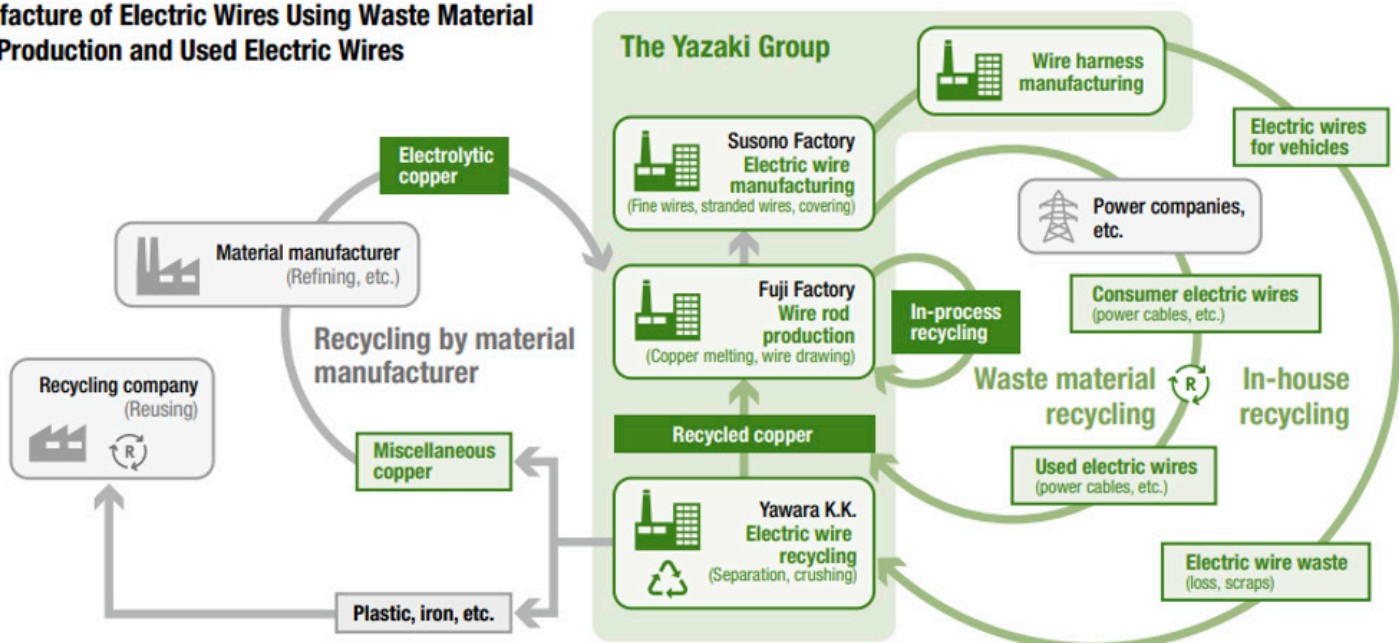 facture of Electric Wires Using Waste Material
Production and Used Electric Wires
The Yazaki Group
Wire harness
manufacturing
Electric wires
for vehicles
Susono Factory
Electric wire
manufacturing
(Fine wires, stranded wires, covering)
Electrolytic
copper
Power companies,
etc.
Material manufacturer
(Refining, etc.)
Fuji Factory
Wire rod
production
(Copper melting, wire drawing)
In-process
recycling
Consumer electric wires
(power cables, etc.)
Recycling by material
manufacturer
Waste material
recycling
R
In-house
recycling
Recycling company
(Reusing)
R
Recycled copper
Miscellaneous
copper
Used electric wires
(power cables, etc.)
Yawara K.K.
Electric wire
recycling
(Separation, crushing)
Electric wire waste
(loss, scraps)
Plastic, iron, etc.